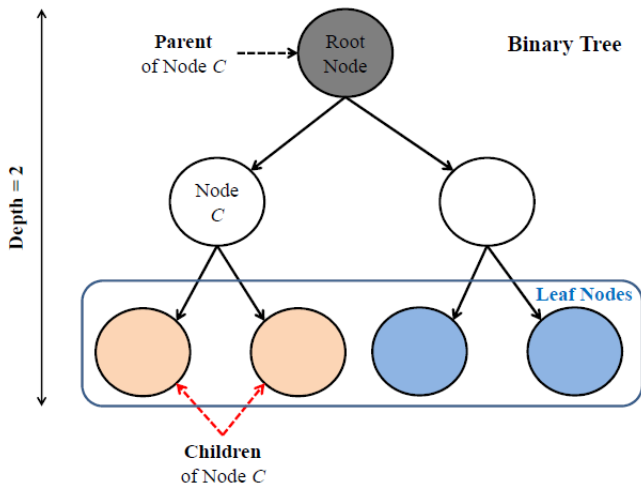 Parent
of Node C
Root
Node
Binary Tree
Depth = 2
Node
C
Leaf Nodes
Children
of Node C